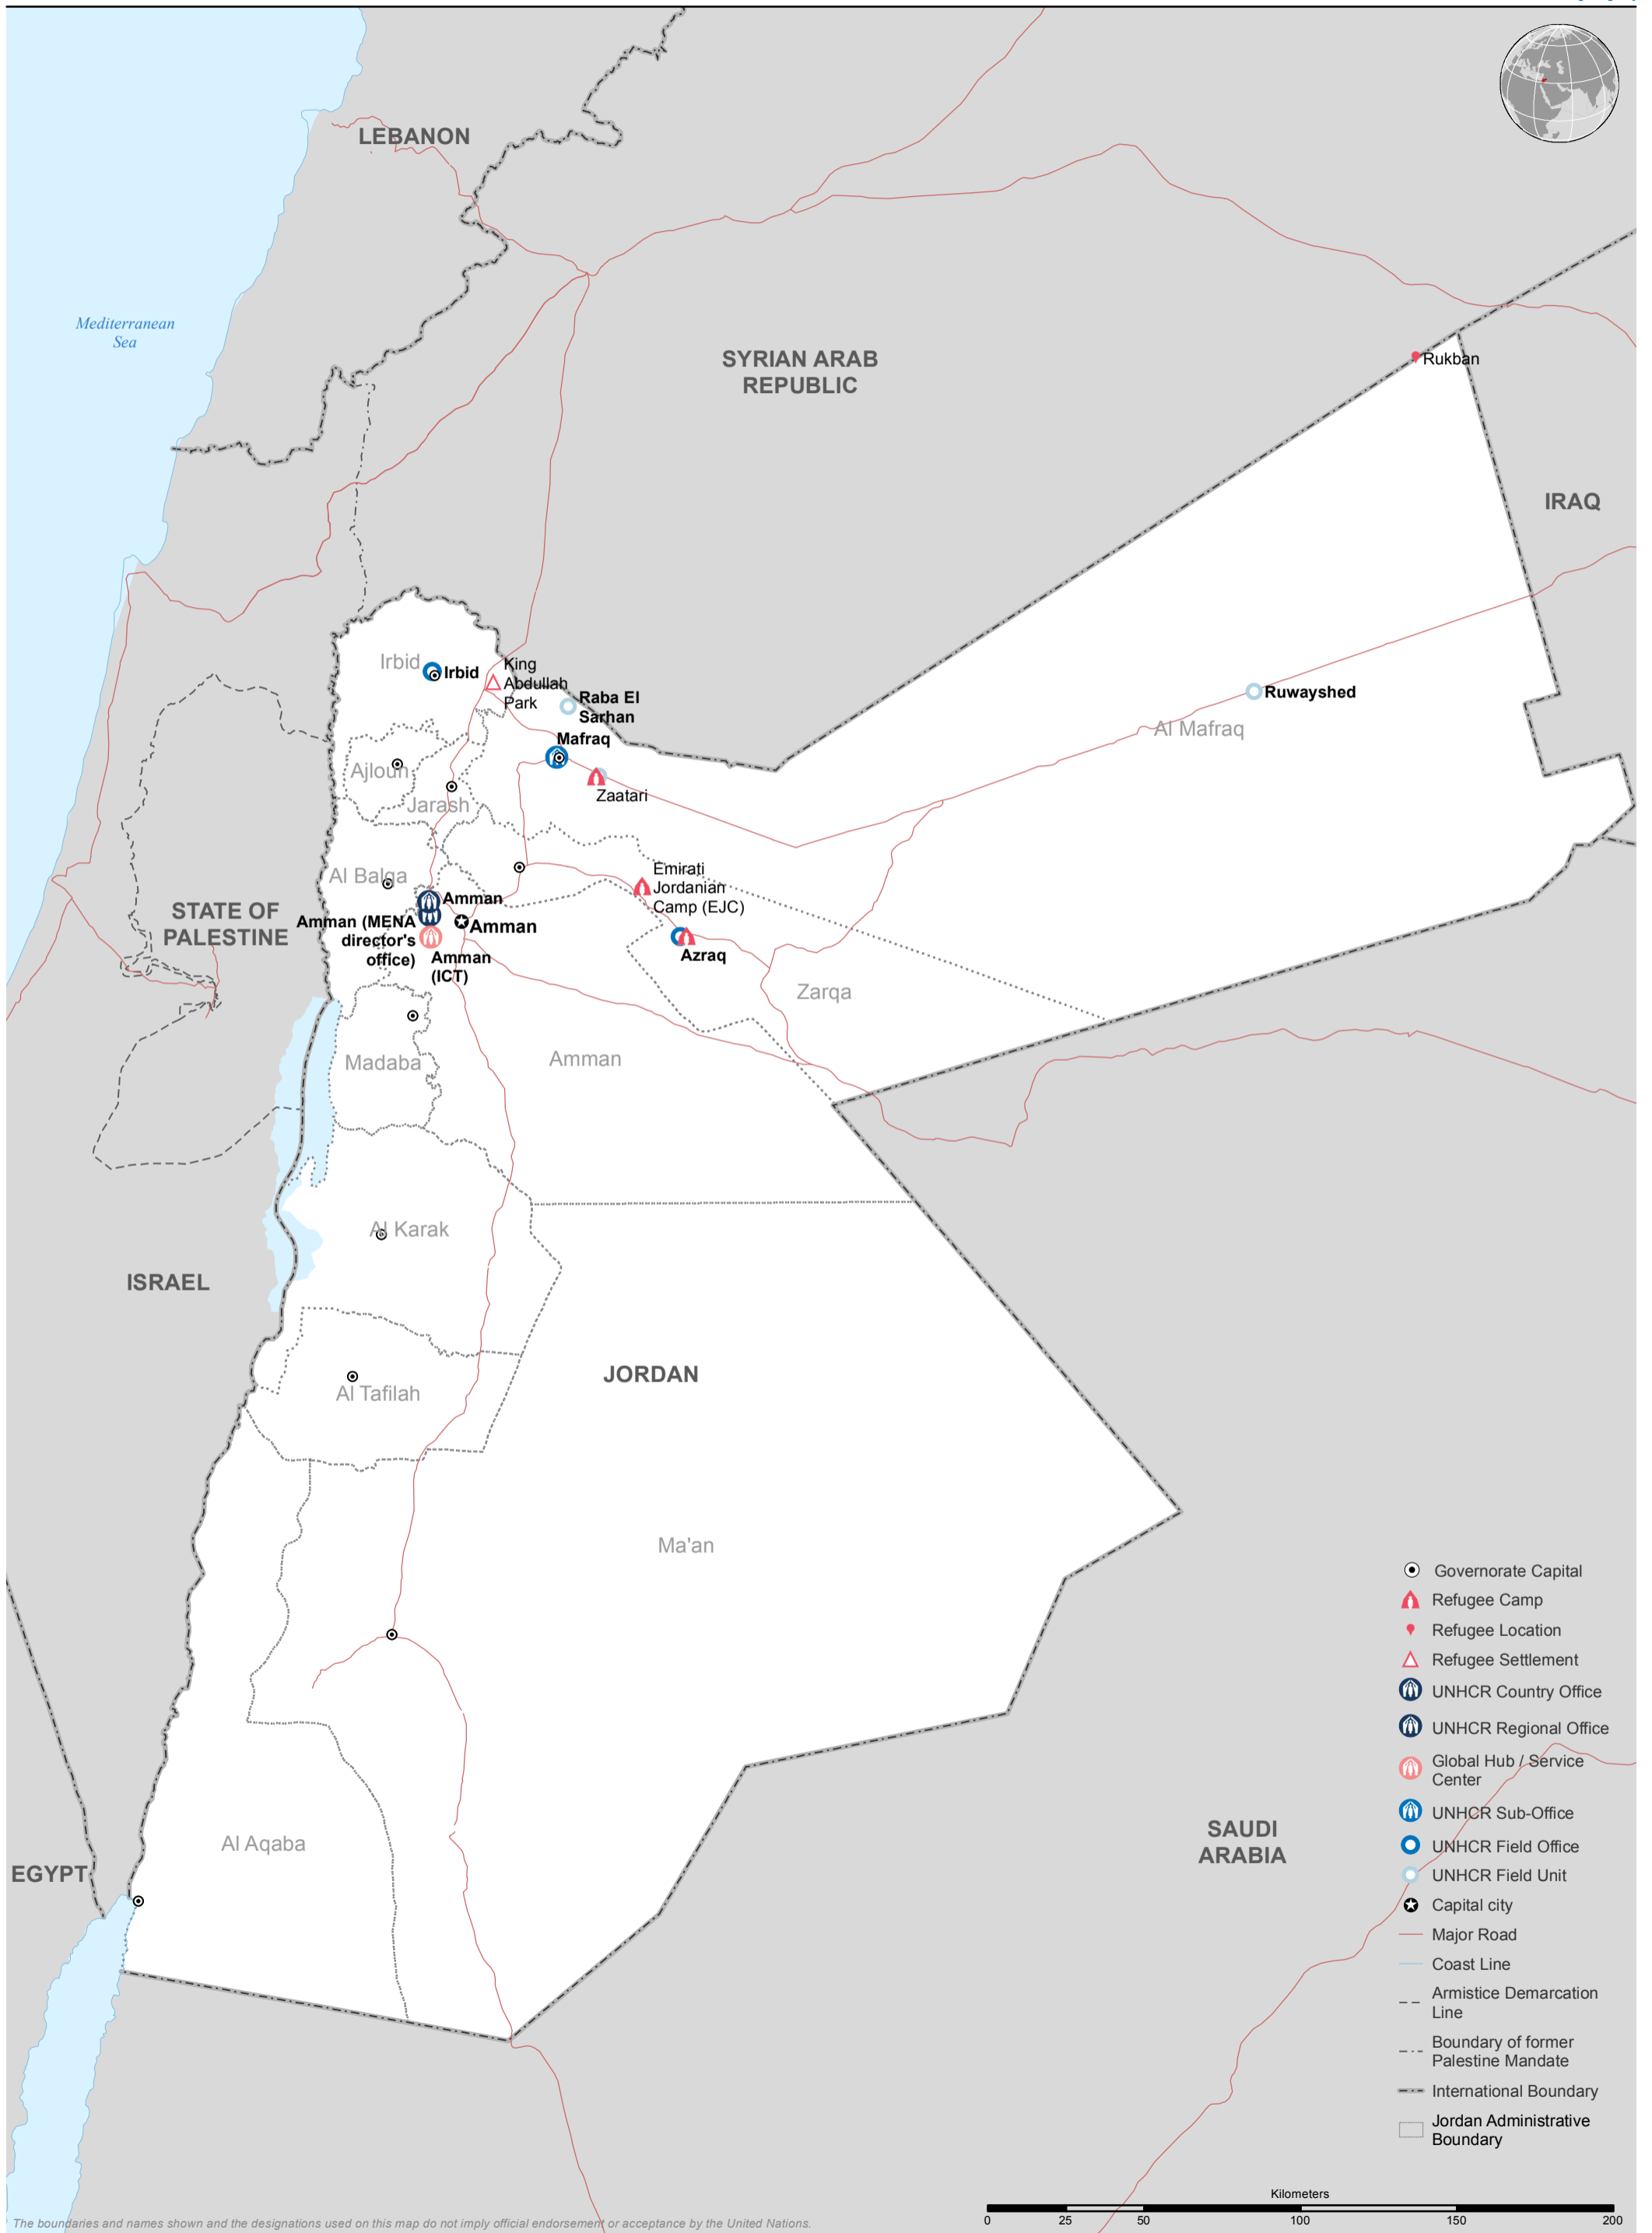 LEBANON
Mediterranean
Sea
SYRIAN ARAB
REPUBLIC
Rukban
IRAQ
Irbid
Irbid
King
Abdullah
Park
Raba El
Sarhan
Mafraq
Ruwayshed
Al Mafraq
Ajloun
Zaatari
Jarash
Al Balqa
Emirati
Jordanian
Camp (EJC)
STATE OF
PALESTINE
Amman
Amman (MENA
director's
office)
Amman
Amman
(ICT)
Azraq
Zarqa
Madaba
Amman
Al Karak
ISRAEL
JORDAN
Al Tafilah
Ma'an
Al Aqaba
EGYPT
SAUDI
ARABIA
Governorate Capital
Refugee Camp
Refugee Location
Refugee Settlement
UNHCR Country Office
UNHCR Regional Office
Global Hub / Service
Center
UNHCR Sub-Office
UNHCR Field Office
UNHCR Field Unit
Capital city
Major Road
Coast Line
Armistice Demarcation
Line
Boundary of former
Palestine Mandate
International Boundary
Jordan Administrative
Boundary
Kilometers
0 25 50 100 150 200
The boundaries and names shown and the designations used on this map do not imply official endorsement or acceptance by the United Nations.